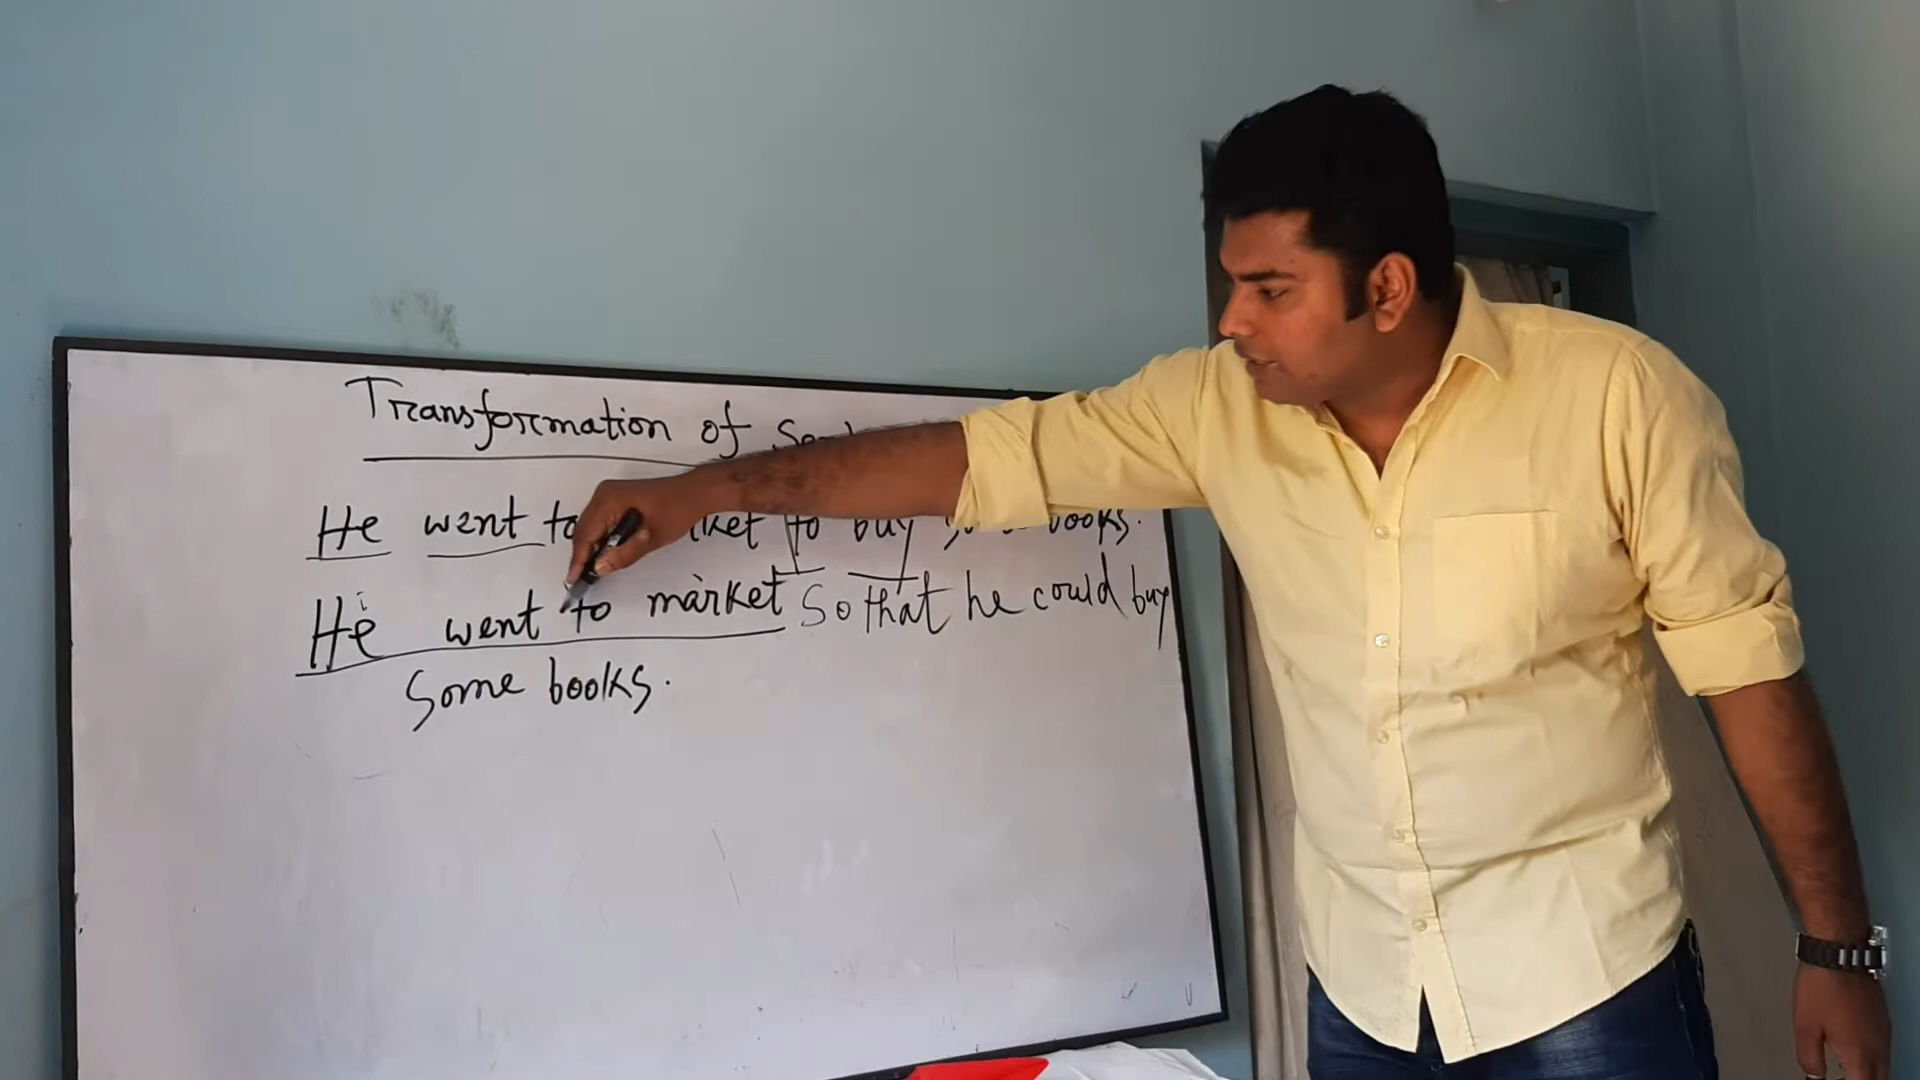 Transformation of
He went to to buy books.
He went to market So that he could buy
Some books.